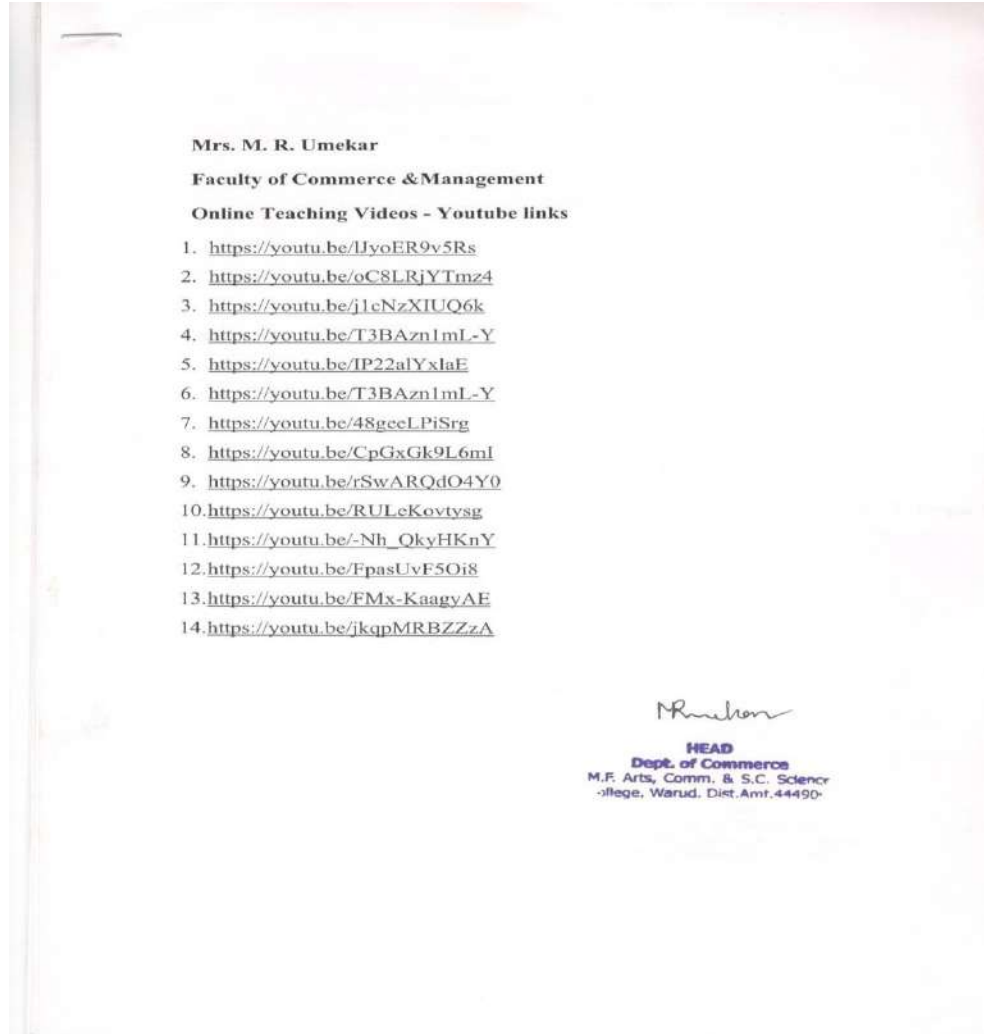 Mrs. M. R. Umekar
Faculty of Commerce &Management
Online Teaching Videos - Youtube links
1. https://youtu.be/lJyoER9v5Rs
2. https://youtu.be/oC8LRjYTmz4
3. https://youtu.be/j1cNzXIUQ6k
4. https://youtu.be/T3BAzn1mL-Y
5. https://youtu.be/IP22alYxlaE
6. https://youtu.be/T3BAzn1mL-Y
7. https://youtu.be/48geeLPiSrg
8. https://youtu.be/CpGxGk9L6mI
9. https://youtu.be/rSwARQdO4Y0
10.https://youtu.be/RULeKovtysg
11.https://youtu.be/-Nh_QkyHKnY
12.https://youtu.be/FpasUvF5Oi8
13.https://youtu.be/FMx-KaagyAE
14.https://youtu.be/jkqpMRBZZzA
HEAD
Dept. of Commerce
M.F. Arts, Comm. & S.C. Scienc
ollege, Warud. Dist.Amt.44490